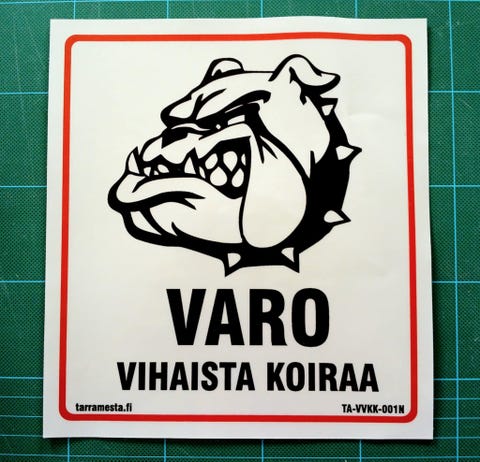 VARO
VIHAISTA KOIRAA
tarramesta.fi TA-VVKK-001N